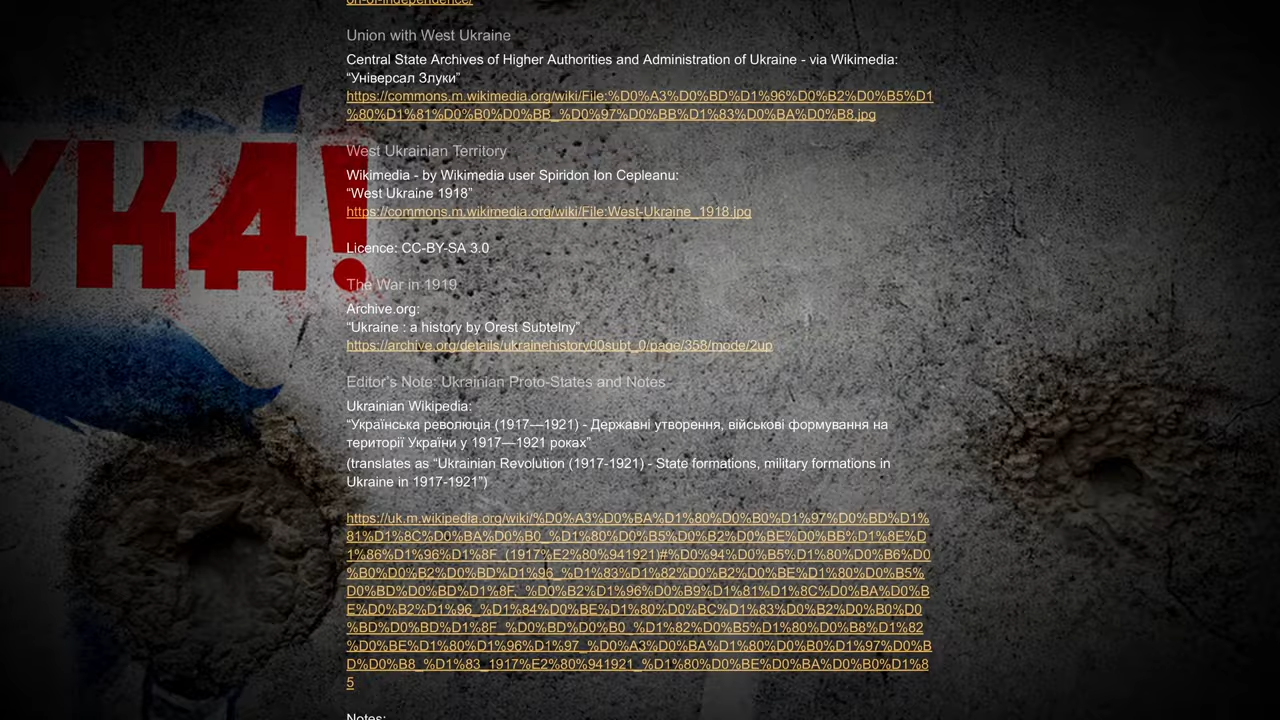 on-of-independence/
Union with West Ukraine
Central State Archives of Higher Authorities and Administration of Ukraine - via Wikimedia:
“Універсал Злуки”
https://commons.m.wikimedia.org/wiki/File:%D0%A3%D0%BD%D1%96%D0%B2%D0%B5%D1
%80%D1%81%D0%B0%D0%BB_%D0%97%D0%BB%D1%83%D0%BA%D0%B8.jpg
УКА!
West Ukrainian Territory
Wikimedia - by Wikimedia user Spiridon Ion Cepleanu:
“West Ukraine 1918”
https://commons.m.wikimedia.org/wiki/File:West-Ukraine_1918.jpg
Licence: CC-BY-SA 3.0
The War in 1919
Archive.org:
“Ukraine : a history by Orest Subtelny”
https://archive.org/details/ukrainehistory00subt_0/page/358/mode/2up
Editor’s Note: Ukrainian Proto-States and Notes
Ukrainian Wikipedia:
“Українська революція (1917—1921) - Державні утворення, військові формування на
території України у 1917—1921 роках”
(translates as “Ukrainian Revolution (1917-1921) - State formations, military formations in
Ukraine in 1917-1921”)
https://uk.m.wikipedia.org/wiki/%D0%A3%D0%BA%D1%80%D0%B0%D1%97%D0%BD%D1%
81%D1%8C%D0%BA%D0%B0_%D1%80%D0%B5%D0%B2%D0%BE%D0%BB%D1%8E%D
1%86%D1%96%D1%8F_(1917%E2%80%941921)#%D0%94%D0%B5%D1%80%D0%B6%D0
%B0%D0%B2%D0%BD%D1%96_%D1%83%D1%82%D0%B2%D0%BE%D1%80%D0%B5%
D0%BD%D0%BD%D1%8F,_%D0%B2%D1%96%D0%B9%D1%81%D1%8C%D0%BA%D0%B
E%D0%B2%D1%96_%D1%84%D0%BE%D1%80%D0%BC%D1%83%D0%B2%D0%B0%D0
%BD%D0%BD%D1%8F_%D0%BD%D0%B0_%D1%82%D0%B5%D1%80%D0%B8%D1%82
%D0%BE%D1%80%D1%96%D1%97_%D0%A3%D0%BA%D1%80%D0%B0%D1%97%D0%B
D%D0%B8_%D1%83_1917%E2%80%941921_%D1%80%D0%BE%D0%BA%D0%B0%D1%8
5
Notes: